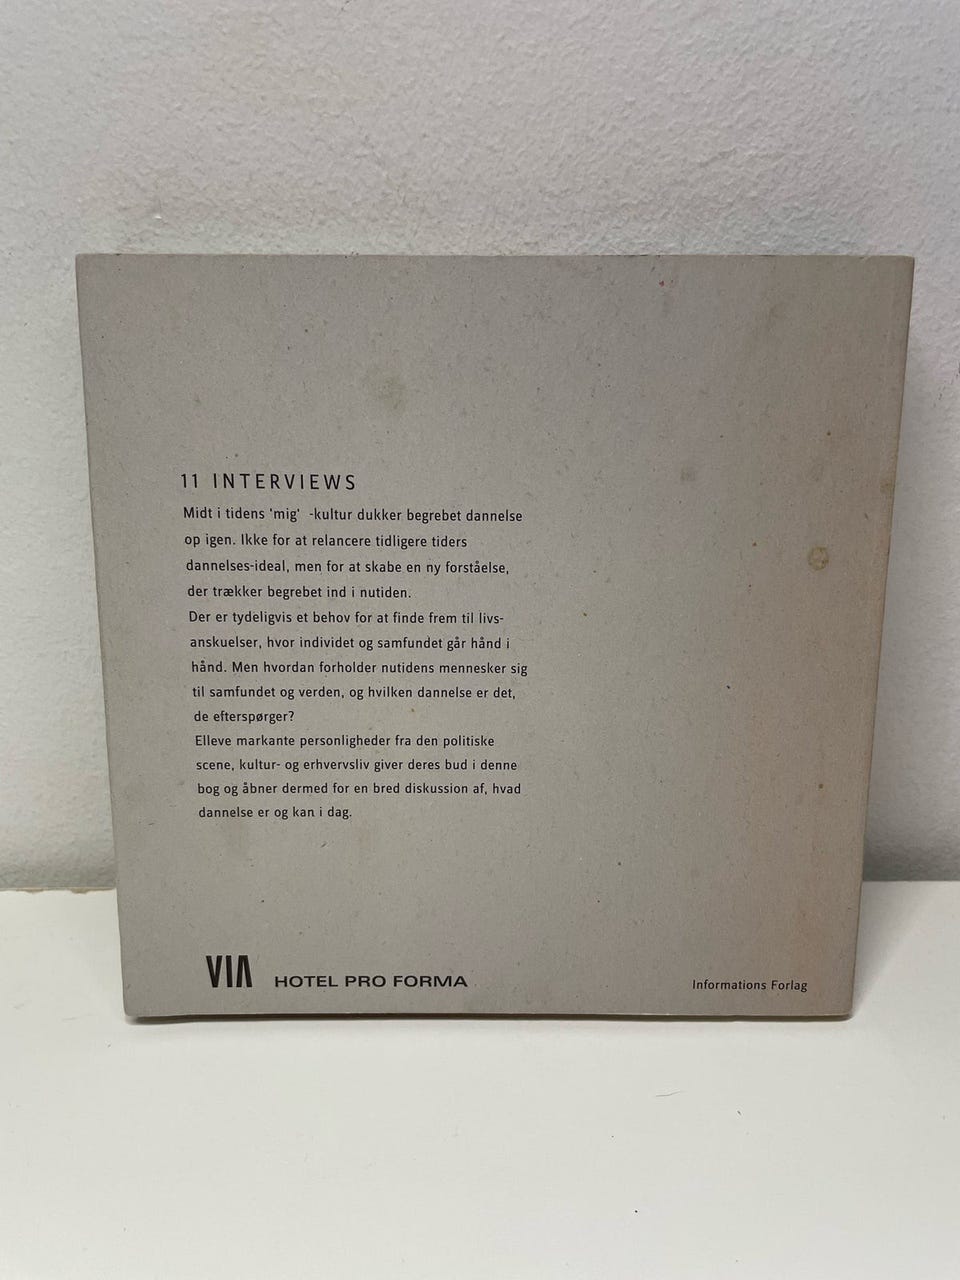 11 INTERVIEWS
Midt i tidens 'mig' -kultur dukker begrebet dannelse
op igen. Ikke for at relancere tidligere tiders
dannelses-ideal, men for at skabe en ny forståelse,
der trækker begrebet ind i nutiden.
Der er tydeligvis et behov for at finde frem til livs-
anskuelser, hvor individet og samfundet går hånd i
hånd. Men hvordan forholder nutidens mennesker sig
til samfundet og verden, og hvilken dannelse er det,
de efterspørger?
Elleve markante personligheder fra den politiske
scene, kultur- og erhvervsliv giver deres bud i denne
bog og åbner dermed for en bred diskussion af, hvad
dannelse er og kan i dag.
VIA HOTEL PRO FORMA
Informations Forlag